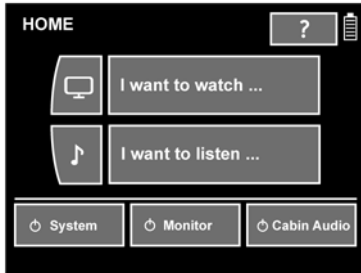 HOME
?
I want to watch ...
I want to listen ...
System
Monitor
Cabin Audio